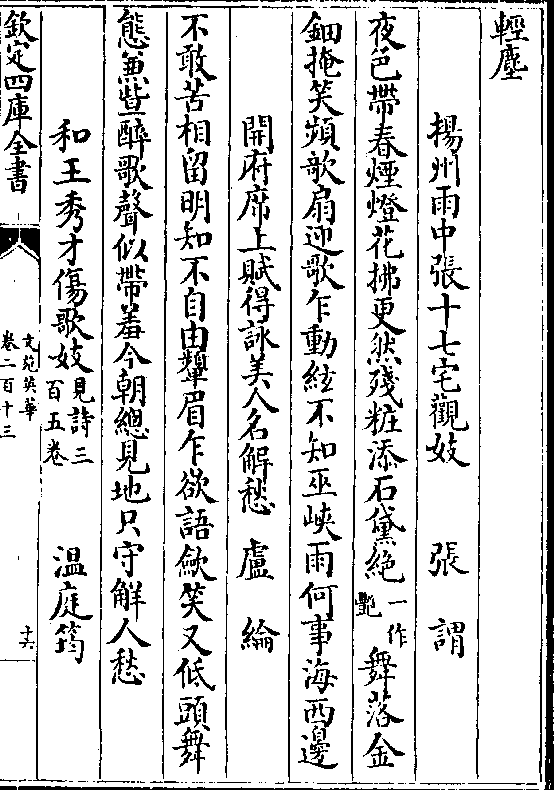 輕塵
揚州雨中張十七宅觀妓 張謂
夜色帶春煙燈花拂更然殘粧添石黛絕一作艷舞落金
鈿掩笑頻歌扇迎歌乍動絃不知巫峽雨何事海西邊
開府席上賦得詠美人名解愁 盧綸
不敢苦相留明知不自由顰眉乍欲語歛笑又低頭舞
態兼些醉歌聲似帶羞今朝總見地只守解人愁
和王秀才傷歌妓見詩三百五卷 温庭筠
欽定四庫全書
文苑英華
卷二百十三
十六